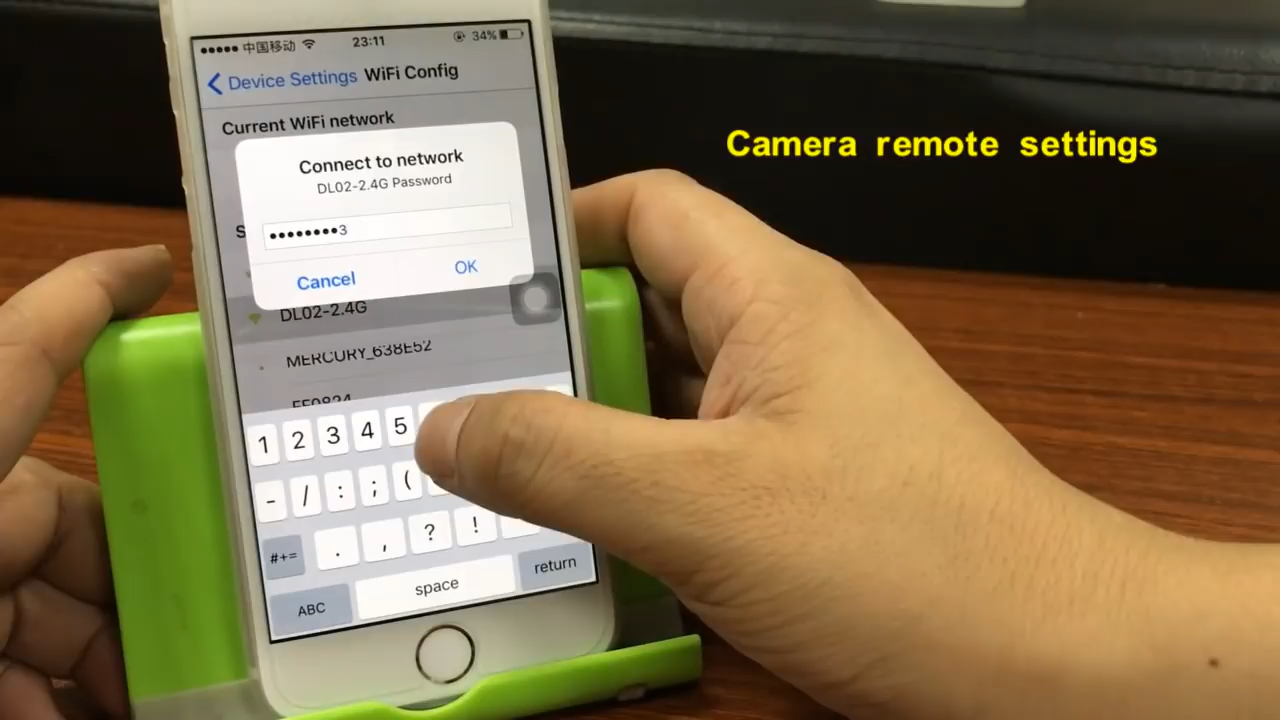 中国移动 23:11 34%
Device Settings WiFi Config
Current WiFi network
Connect to network
DL02-2.4G Password
••••••••3
Cancel OK
DL02-2.4G
MERCURY_638E52
1 2 3 4 5
- / : ; (
. , ? !
#+=
ABC space return
Camera remote settings